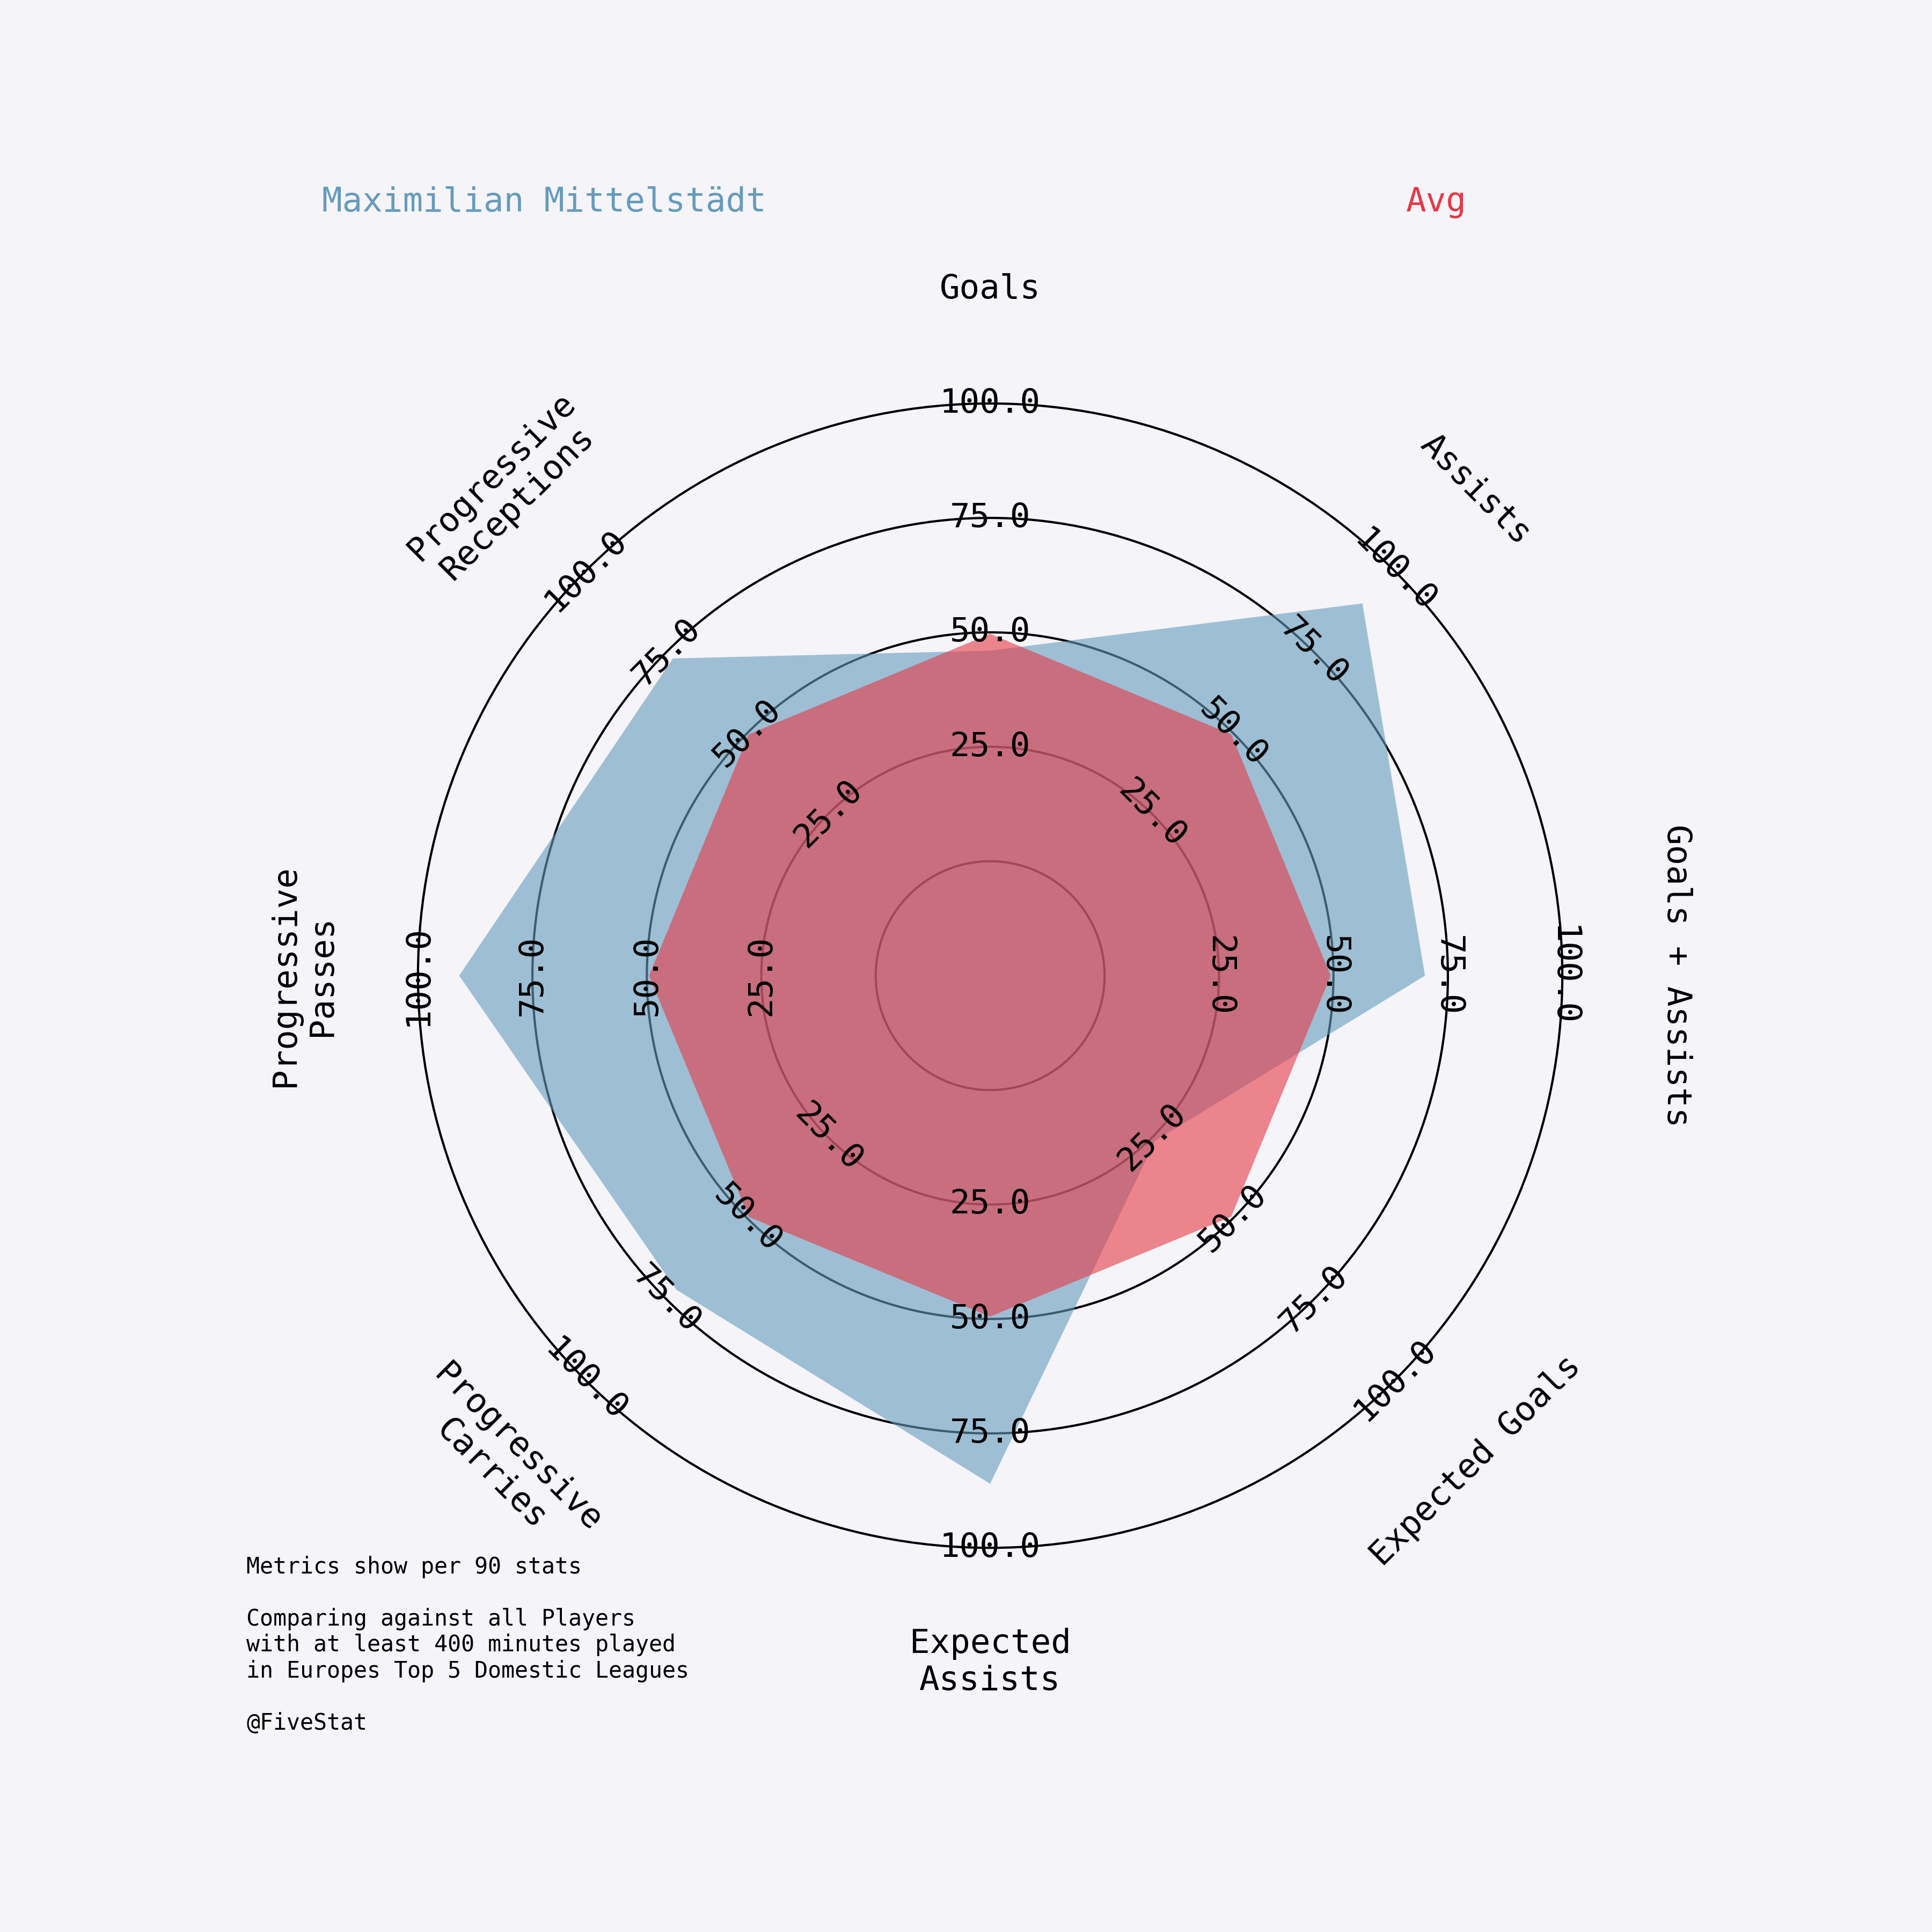 Maximilian Mittelstädt
Avg
Goals
Assists
Goals + Assists
Expected Goals
Expected
Assists
Progressive
Carries
Progressive
Passes
Progressive
Receptions
25.0
50.0
75.0
100.0
25.0
50.0
75.0
100.0
25.0
50.0
75.0
100.0
25.0
50.0
75.0
100.0
25.0
50.0
75.0
100.0
25.0
50.0
75.0
100.0
25.0
50.0
75.0
100.0
25.0
50.0
75.0
100.0
Metrics show per 90 stats
Comparing against all Players
with at least 400 minutes played
in Europes Top 5 Domestic Leagues
@FiveStat